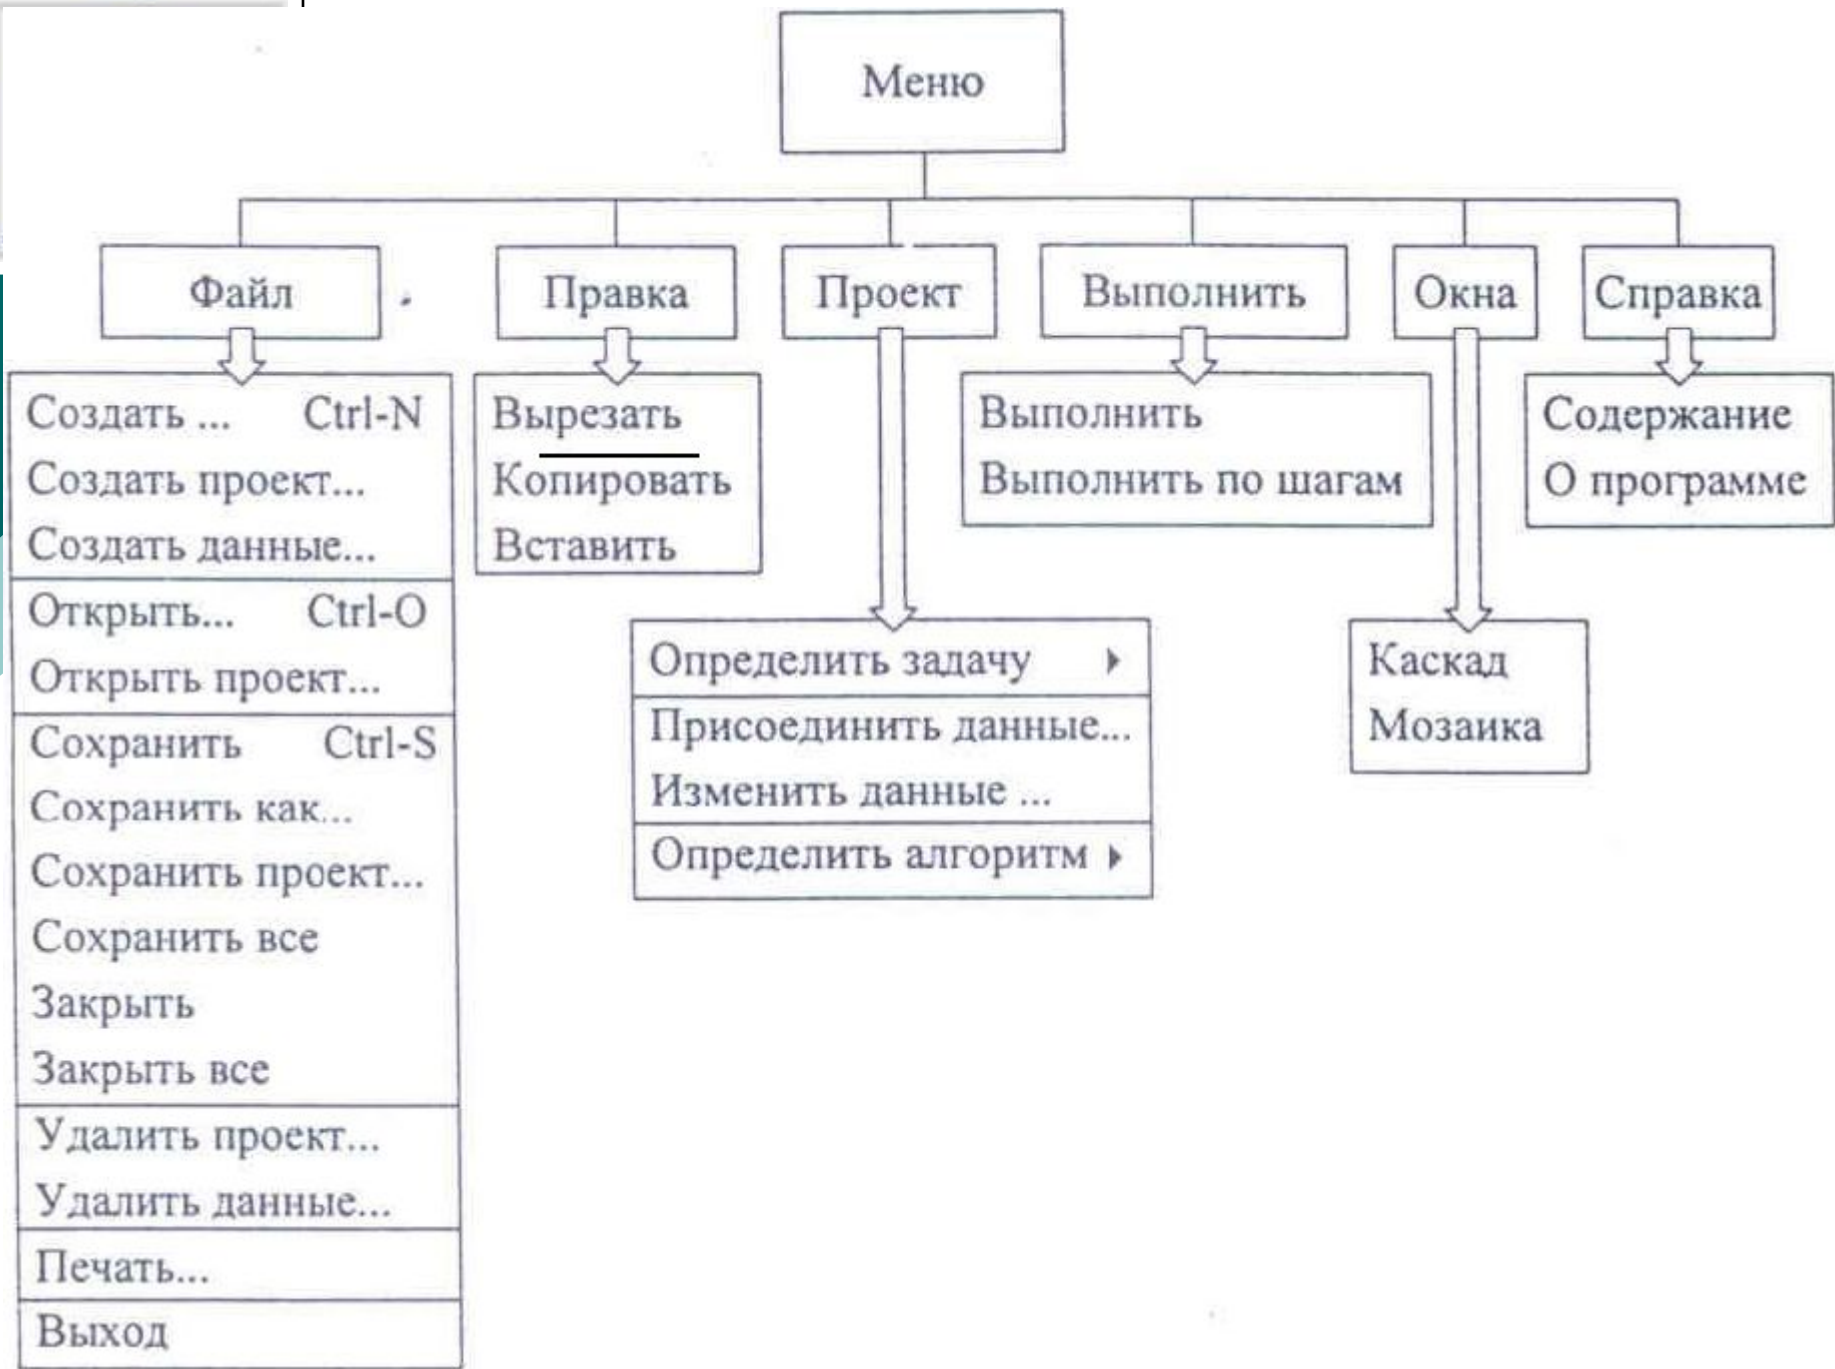 Меню
Файл
Правка
Проект
Выполнить
Окна
Справка
Создать ... Ctrl-N
Создать проект...
Создать данные...
Открыть... Ctrl-O
Открыть проект...
Сохранить Ctrl-S
Сохранить как...
Сохранить проект...
Сохранить все
Закрыть
Закрыть все
Удалить проект...
Удалить данные...
Печать...
Выход
Вырезать
Копировать
Вставить
Определить задачу
Присоединить данные...
Изменить данные ...
Определить алгоритм
Выполнить
Выполнить по шагам
Каскад
Мозаика
Содержание
О программе